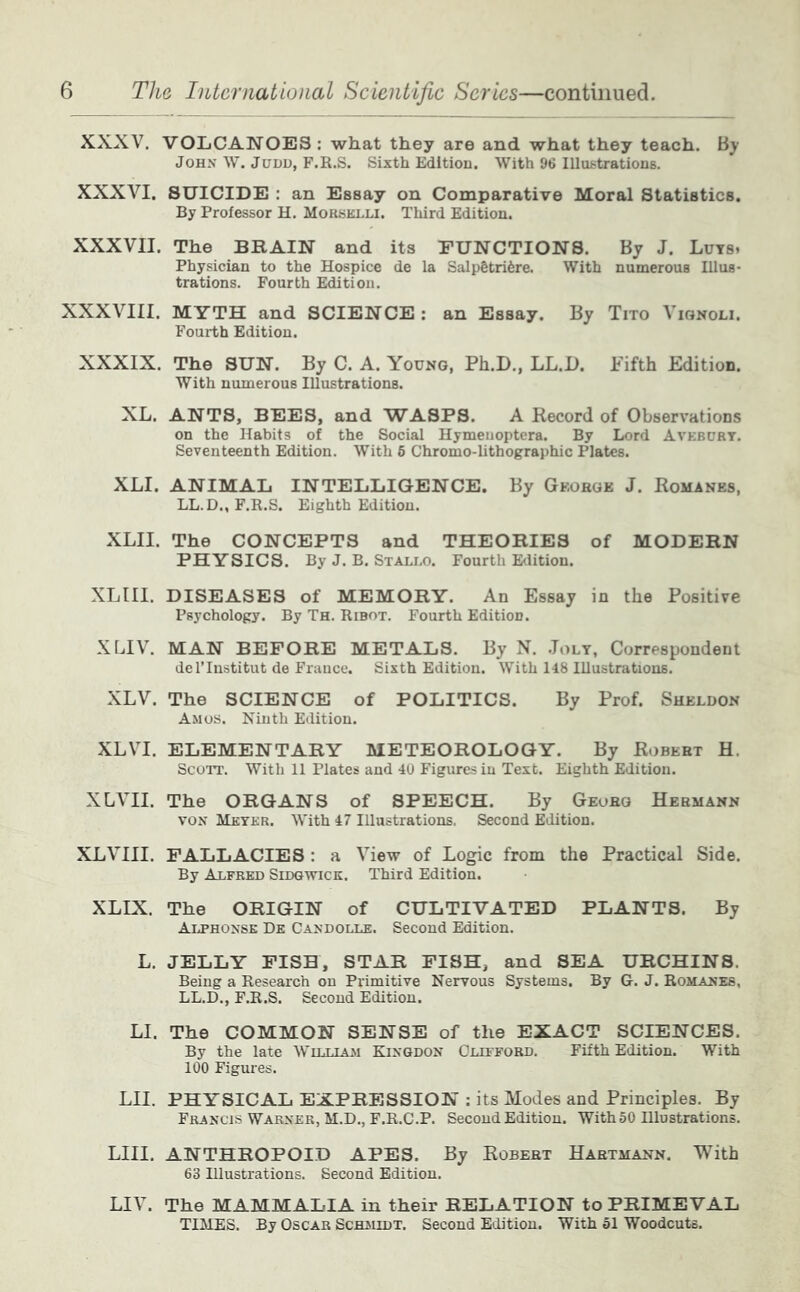 6 The International Scientific Series—continued.
XXXV. VOLCANOES : what they are and what they teach. By
JOHN W. JUDD, F.R.S. Sixth Edition. With 96 Illustrations.
XXXVI. SUICIDE : an Essay on Comparative Moral Statistics.
By Professor H. MORSELLI. Third Edition.
XXXVII. The BRAIN and its FUNCTIONS. By J. LUYS,
Physician to the Hospice de la Salpêtrière. With numerous Illus-
trations. Fourth Edition.
XXXVIII. MYTH and SCIENCE : an Essay. By TITO VIGNOLI.
Fourth Edition.
XXXIX. The SUN. By C. A. YOUNG, Ph.D., LL.D. Fifth Edition.
With numerous Illustrations.
XL. ANTS, BEES, and WASPS. A Record of Observations
on the Habits of the Social Hymenoptera. By Lord AVEBURY.
Seventeenth Edition. With 5 Chromo-lithographic Plates.
XLI. ANIMAL INTELLIGENCE. By GEORGE J. ROMANES,
LL.D., F.R.S. Eighth Edition.
XLII. The CONCEPTS and THEORIES of MODERN
PHYSICS. By J. B. STALLO. Fourth Edition.
XLIII. DISEASES of MEMORY. An Essay in the Positive
Psychology. By TH. RIBOT. Fourth Edition.
XLIV. MAN BEFORE METALS. By N. JOLY, Correspondent
de l'Institut de France. Sixth Edition. With 148 Illustrations.
XLV. The SCIENCE of POLITICS. By Prof. SHELDON
AMOS. Ninth Edition.
XLVI. ELEMENTARY METEOROLOGY. By ROBERT H.
SCOTT. With 11 Plates and 40 Figures in Text. Eighth Edition.
XLVII. The ORGANS of SPEECH. By GEORG HERMANN
VON MEYER. With 47 Illustrations. Second Edition.
XLVIII. FALLACIES : a View of Logic from the Practical Side.
By ALFRED SIDGWICK. Third Edition.
XLIX. The ORIGIN of CULTIVATED PLANTS. By
ALPHONSE DE CANDOLLE. Second Edition.
L. JELLY FISH, STAR FISH, and SEA URCHINS.
Being a Research on Primitive Nervous Systems. By G. J. ROMANES,
LL.D., F.R.S. Second Edition.
LI. The COMMON SENSE of the EXACT SCIENCES.
By the late WILLIAM KINGDON CLIFFORD. Fifth Edition. With
100 Figures.
LII. PHYSICAL EXPRESSION : its Modes and Principles. By
FRANCIS WARNER, M.D., F.R.C.P. Second Edition. With 50 Illustrations.
LIII. ANTHROPOID APES. By ROBERT HARTMANN. With
63 Illustrations. Second Edition.
LIV. The MAMMALIA in their RELATION to PRIMEVAL
TIMES. By OSCAR SCHMIDT. Second Edition. With 51 Woodcuts.